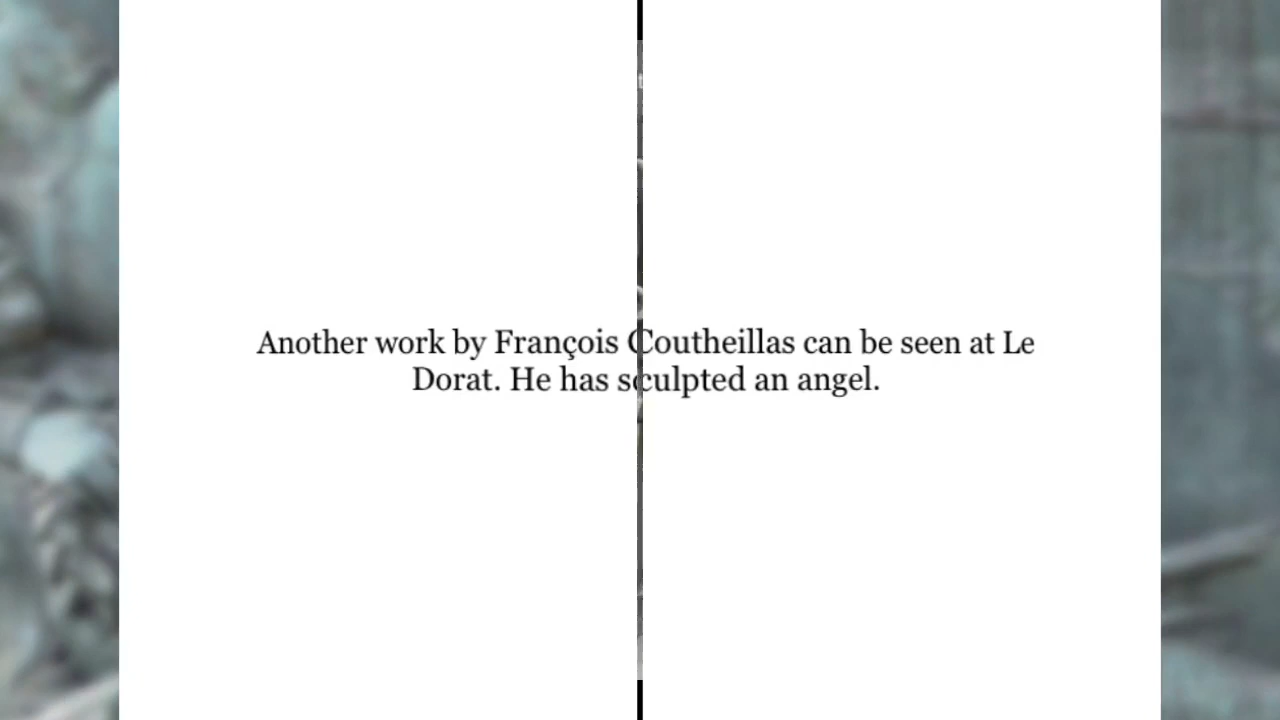 Another work by François Coutheillas can be seen at Le
Dorat. He has sculpted an angel.